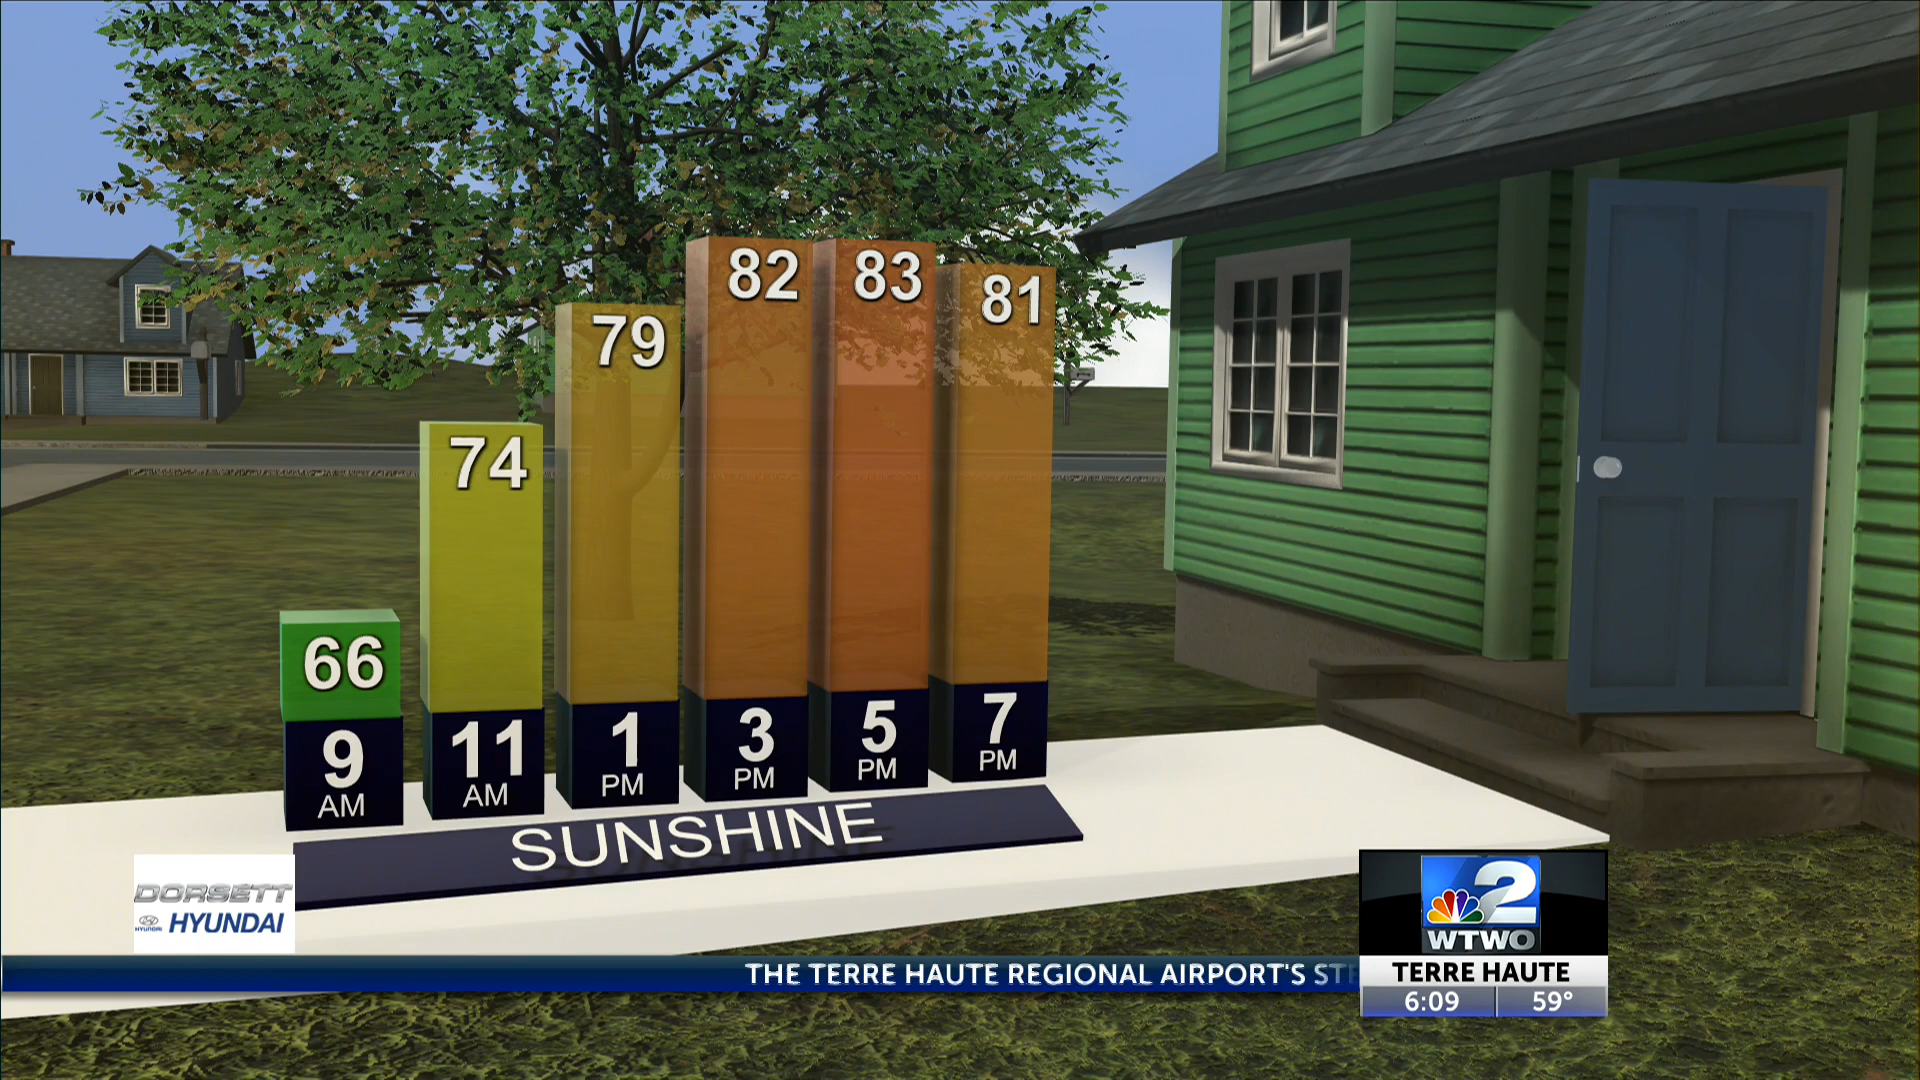 66
74
79
82
83
81
9
AM
11
AM
1
PM
3
PM
5
PM
7
PM
SUNSHINE
DORSETT
HYUNDAI HYUNDAI
2
WTWO
THE TERRE HAUTE REGIONAL AIRPORT'S
TERRE HAUTE
6:09 59°